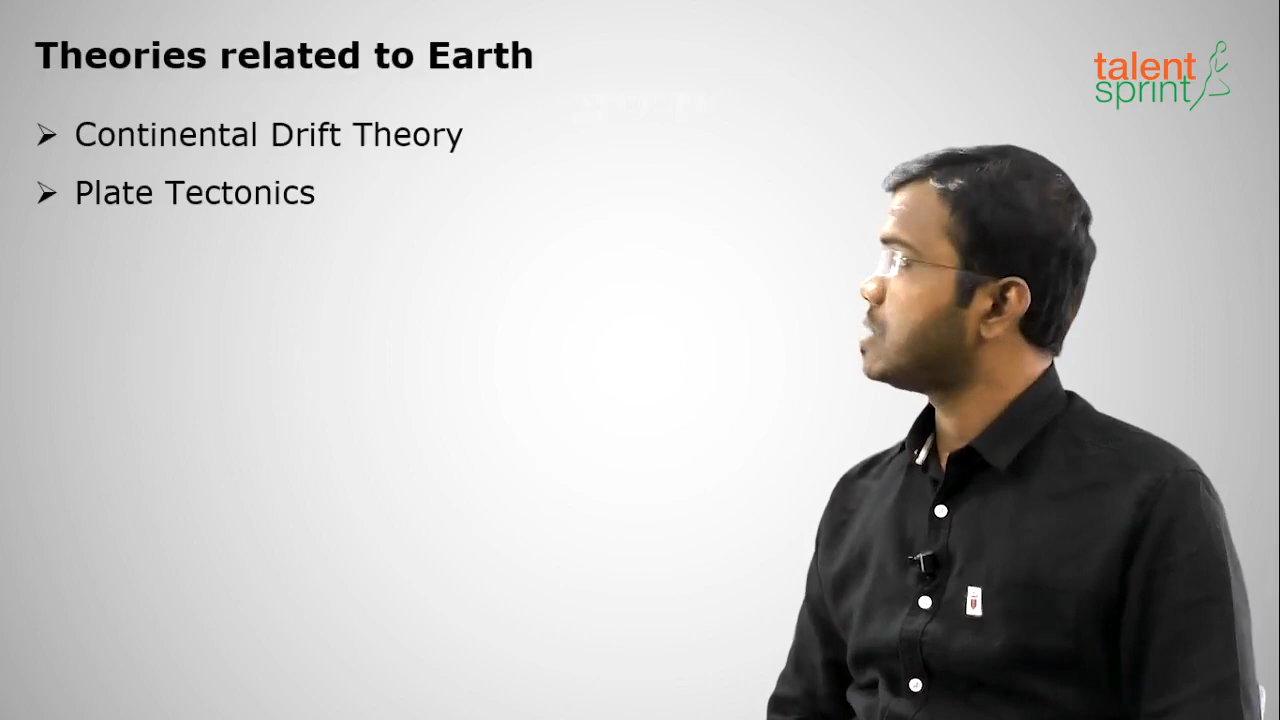 Theories related to Earth
talent
sprint
Continental Drift Theory
Plate Tectonics